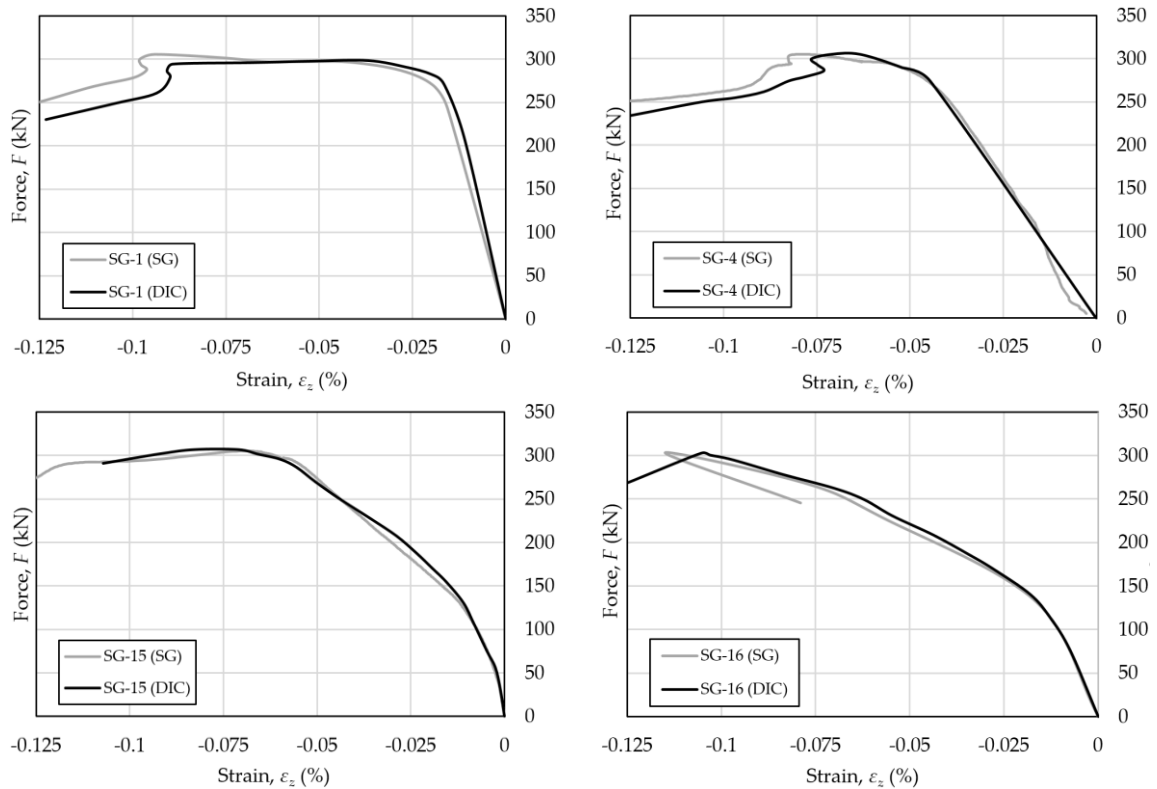 350
300
250
200
150
100
50
0
Force, F (kN)
SG-1 (SG)
SG-1 (DIC)
-0.125 -0.1 -0.075 -0.05 -0.025 0
Strain, εz (%)
350
300
250
200
150
100
50
0
Force, F (kN)
SG-4 (SG)
SG-4 (DIC)
-0.125 -0.1 -0.075 -0.05 -0.025 0
Strain, εz (%)
350
300
250
200
150
100
50
0
Force, F (kN)
SG-15 (SG)
SG-15 (DIC)
-0.125 -0.1 -0.075 -0.05 -0.025 0
Strain, εz (%)
350
300
250
200
150
100
50
0
Force, F (kN)
SG-16 (SG)
SG-16 (DIC)
-0.125 -0.1 -0.075 -0.05 -0.025 0
Strain, εz (%)